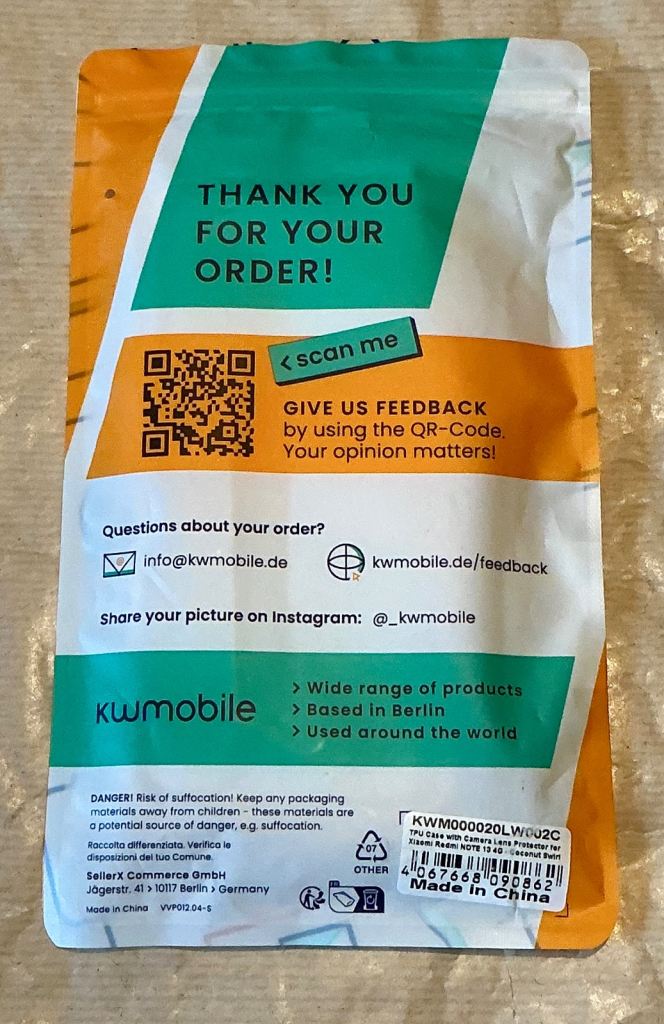 THANK YOU
FOR YOUR
ORDER!
< scan me
GIVE US FEEDBACK
by using the QR-Code.
Your opinion matters!
Questions about your order?
info@kwmobile.de
kwmobile.de/feedback
Share your picture on Instagram: @_kwmobile
kwmobile
> Wide range of products
> Based in Berlin
> Used around the world
DANGER! Risk of suffocation! Keep any packaging
materials away from children - these materials are
a potential source of danger, e.g. suffocation.
Raccolta differenziata. Verifica le
disposizioni del tuo Comune.
SellerX Commerce GmbH
Jägerstr. 41 > 10117 Berlin > Germany
Made in China VVP012.04-S
07
OTHER
KWM000020LW002C
TPU Case with Camera Lens Protector for
Xiaomi Redmi NOTE 13 4G - Coconut Swirl
4 067668 090862
Made in China